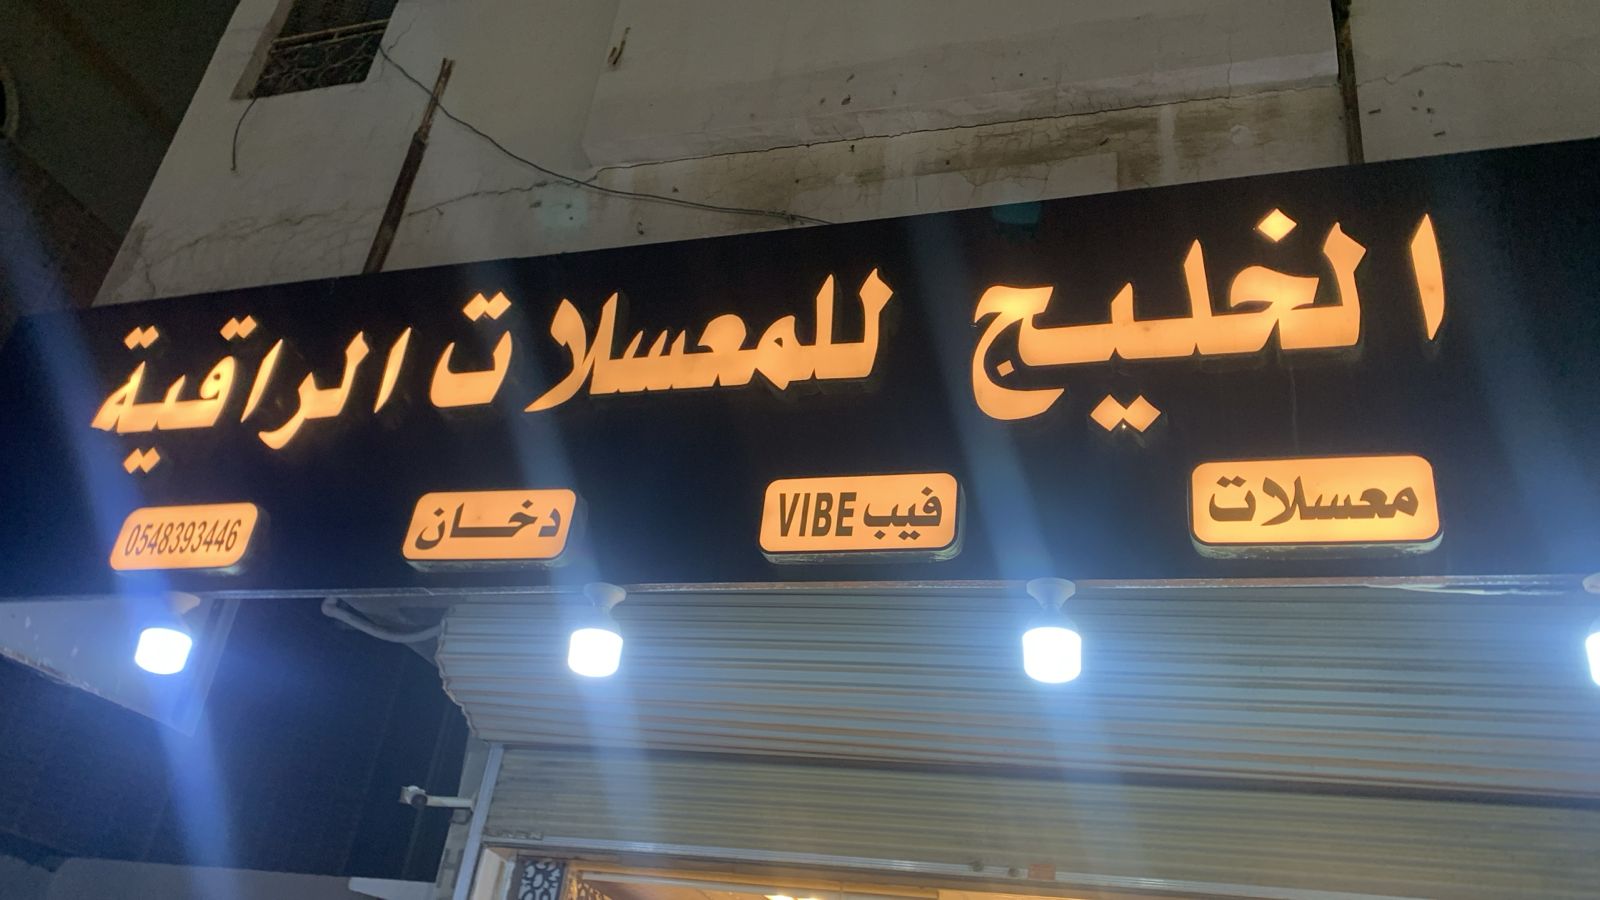 الخليج للمعسلات الراقية
معسلات
فيب VIBE
دخان
0548393446